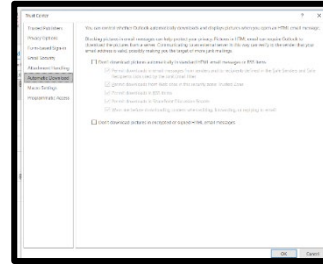 Trust Center
Trusted Publishers
Privacy Options
Form-based Sign-in
Email Security
Attachment Handling
Automatic Download
Macro Settings
Programmatic Access
You can control whether Outlook automatically downloads and displays pictures when you open an HTML email message.
Blocking pictures in email messages can help protect your privacy. Pictures in HTML email can require Outlook to
download the pictures from a server. Communicating to an external server in this way can verify to the sender that your
email address is valid, possibly making you the target of more junk mailings.
Don't download pictures automatically in standard HTML email messages or RSS items
Permit downloads in email messages from senders and to recipients defined in the Safe Senders and Safe
Recipients Lists used by the Junk Email filter
Permit downloads from Web sites in this security zone: Trusted Zone
Permit downloads in RSS items
Permit downloads in SharePoint Discussion Boards
Warn me before downloading content when editing, forwarding, or replying to email
Don't download pictures in encrypted or signed HTML email messages
OK
Cancel